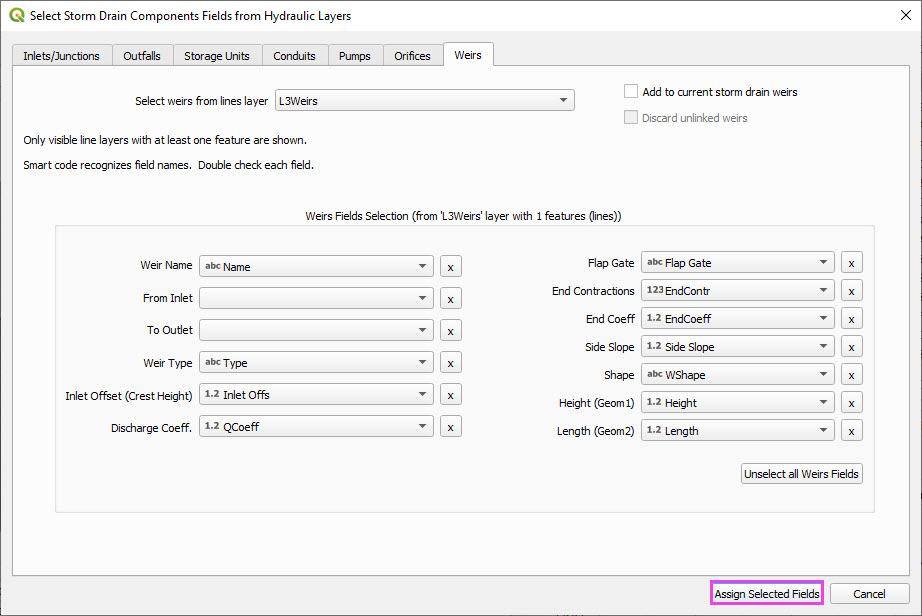 Select Storm Drain Components Fields from Hydraulic Layers
Inlets/Junctions Outfalls Storage Units Conduits Pumps Orifices Weirs
Select weirs from lines layer L3Weirs
Add to current storm drain weirs
Discard unlinked weirs
Only visible line layers with at least one feature are shown.
Smart code recognizes field names. Double check each field.
Weirs Fields Selection (from 'L3Weirs' layer with 1 features (lines))
Weir Name abc Name x
From Inlet x
To Outlet x
Weir Type abc Type x
Inlet Offset (Crest Height) 1.2 Inlet Offs x
Discharge Coeff. 1.2 QCoeff x
Flap Gate abc Flap Gate x
End Contractions 123 EndContr x
End Coeff 1.2 EndCoeff x
Side Slope 1.2 Side Slope x
Shape abc WShape x
Height (Geom1) 1.2 Height x
Length (Geom2) 1.2 Length x
Unselect all Weirs Fields
Assign Selected Fields Cancel